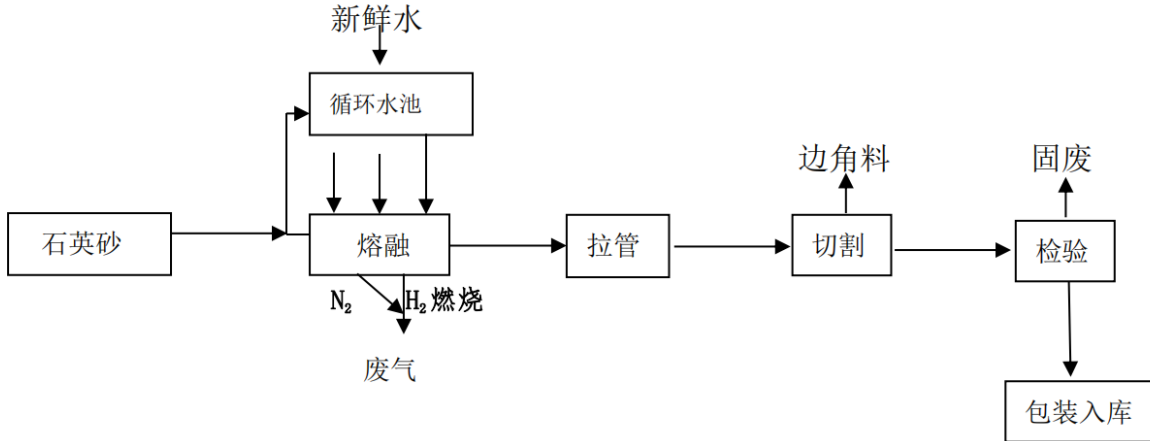 新鲜水
循环水池
边角料
固废
石英砂
熔融
拉管
切割
检验
N₂
H₂燃烧
废气
包装入库